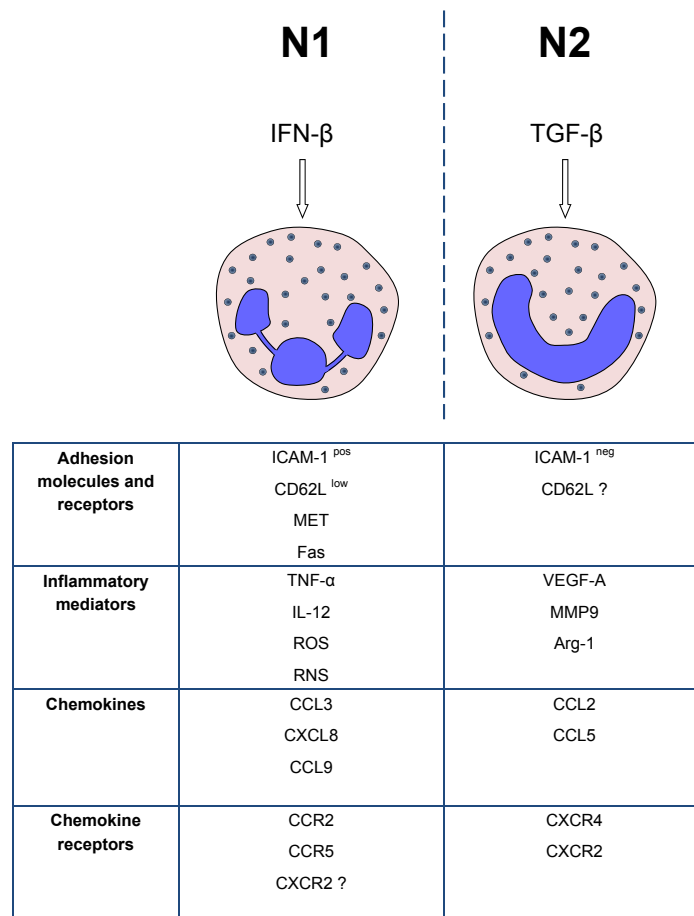 N1 N2
IFN-β TGF-β
Adhesion molecules and receptors
ICAM-1 pos
CD62L low
MET
Fas
ICAM-1 neg
CD62L ?
Inflammatory mediators
TNF-α
IL-12
ROS
RNS
VEGF-A
MMP9
Arg-1
Chemokines
CCL3
CXCL8
CCL9
CCL2
CCL5
Chemokine receptors
CCR2
CCR5
CXCR2 ?
CXCR4
CXCR2